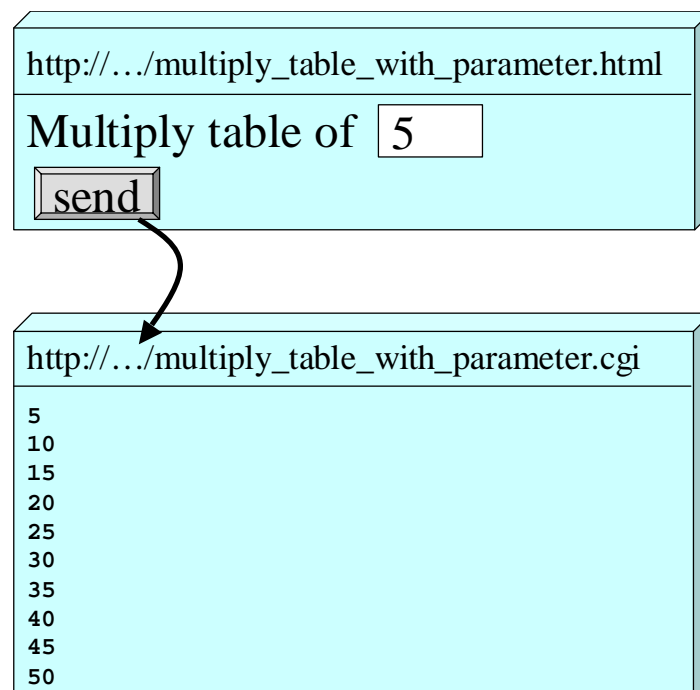 http://…/multiply_table_with_parameter.html
Multiply table of 5
send
http://…/multiply_table_with_parameter.cgi
5
10
15
20
25
30
35
40
45
50